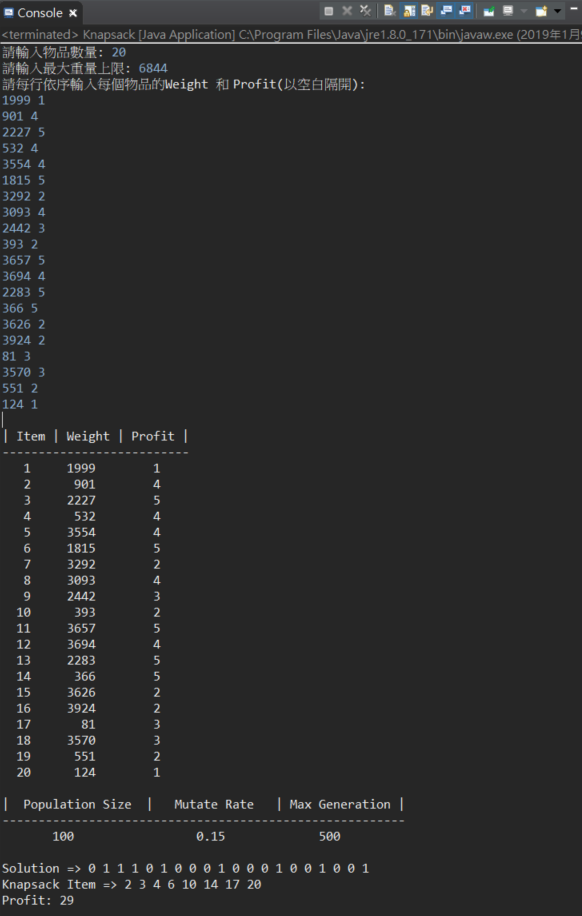 Console
<terminated> Knapsack [Java Application] C:\Program Files\Java\jre1.8.0_171\bin\javaw.exe (2019年1月
請輸入物品數量: 20
請輸入最大重量上限: 6844
請每行依序輸入每個物品的Weight 和 Profit(以空白隔開):
1999 1
901 4
2227 5
532 4
3554 4
1815 5
3292 2
3093 4
2442 3
393 2
3657 5
3694 4
2283 5
366 5
3626 2
3924 2
81 3
3570 3
551 2
124 1
| Item | Weight | Profit |
--------------------------
1 1999 1
2 901 4
3 2227 5
4 532 4
5 3554 4
6 1815 5
7 3292 2
8 3093 4
9 2442 3
10 393 2
11 3657 5
12 3694 4
13 2283 5
14 366 5
15 3626 2
16 3924 2
17 81 3
18 3570 3
19 551 2
20 124 1
| Population Size | Mutate Rate | Max Generation |
--------------------------------------------------------
100 0.15 500
Solution => 0 1 1 1 0 1 0 0 0 1 0 0 0 1 0 0 1 0 0 1
Knapsack Item => 2 3 4 6 10 14 17 20
Profit: 29